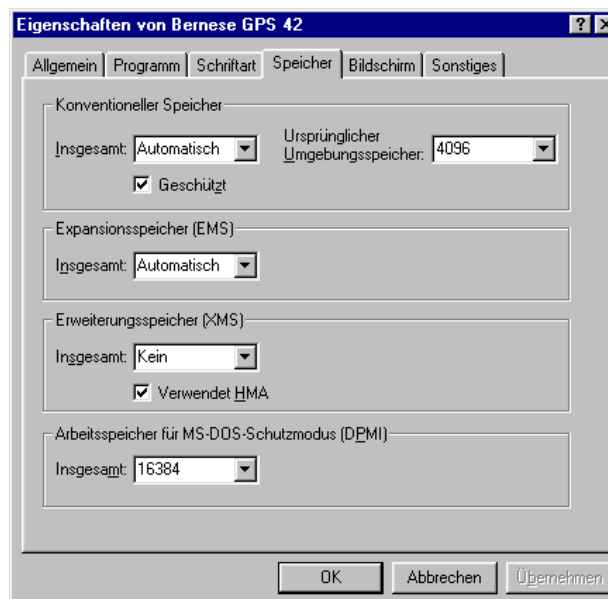 Eigenschaften von Bernese GPS 42
Allgemein Programm Schriftart Speicher Bildschirm Sonstiges
Konventioneller Speicher
Insgesamt: Automatisch Ursprünglicher Umgebungsspeicher: 4096
Geschützt
Expansionsspeicher (EMS)
Insgesamt: Automatisch
Erweiterungsspeicher (XMS)
Insgesamt: Kein
Verwendet HMA
Arbeitsspeicher für MS-DOS-Schutzmodus (DPMI)
Insgesamt: 16384
OK Abbrechen Übernehmen